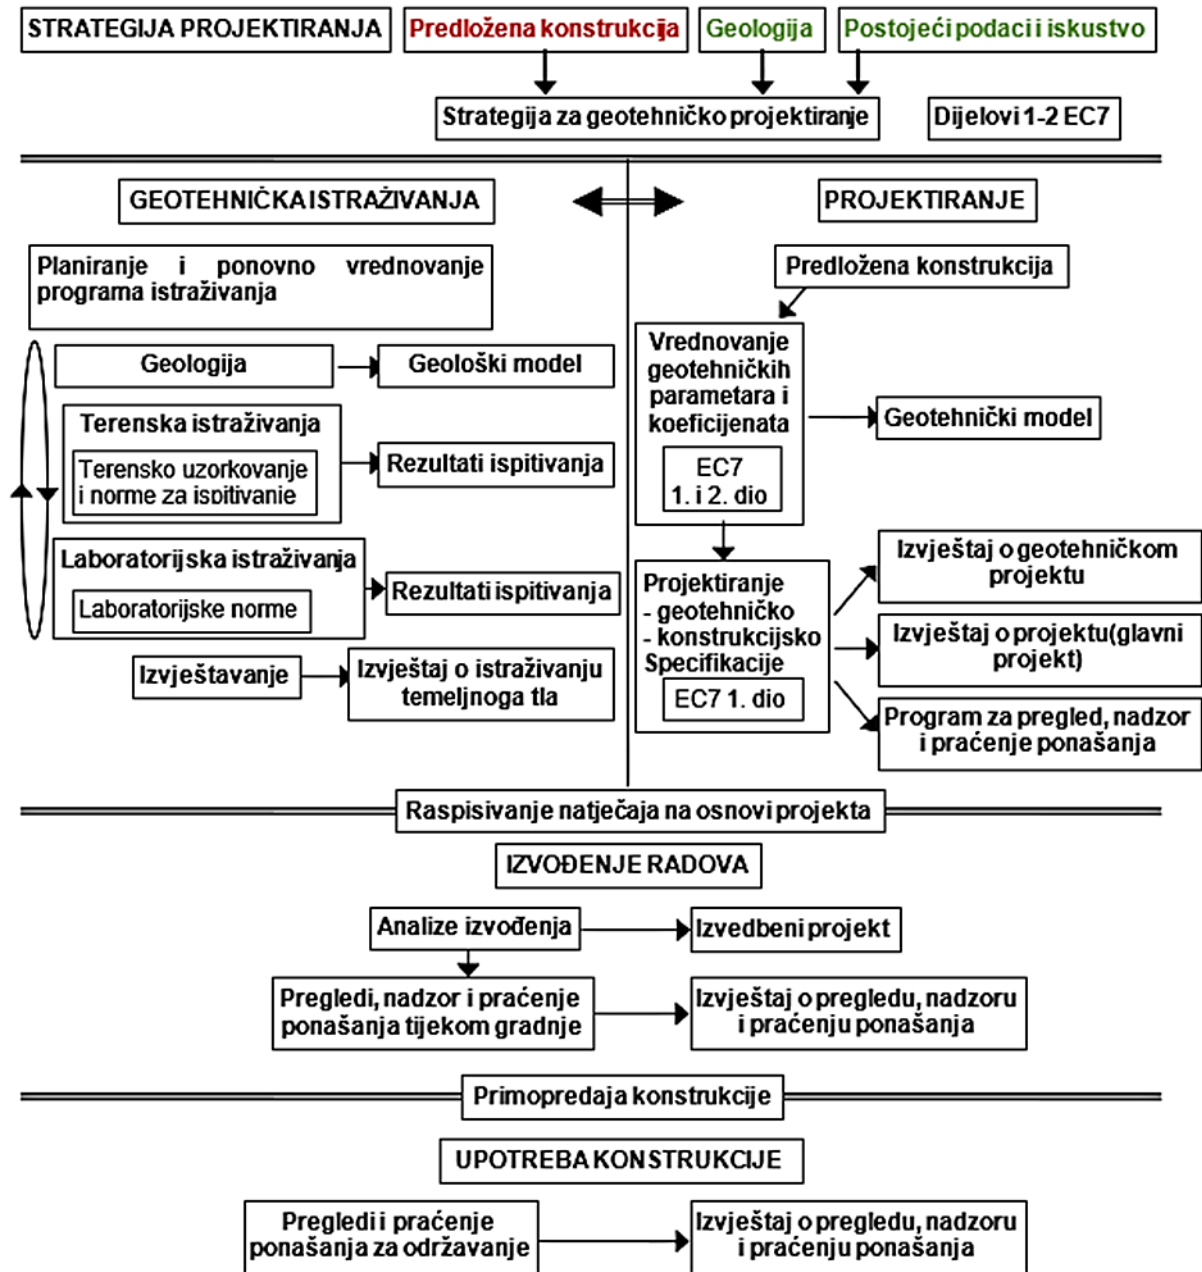 STRATEGIJA PROJEKTIRANJA
Predložena konstrukcija
Geologija
Postojeći podaci i iskustvo
Strategija za geotehničko projektiranje
Dijelovi 1-2 EC7
GEOTEHNIČKA ISTRAŽIVANJA
PROJEKTIRANJE
Planiranje i ponovno vrednovanje
programa istraživanja
Geologija
Geološki model
Terenska istraživanja
Terensko uzorkovanje
i norme za ispitivanie
Rezultati ispitivanja
Laboratorijska istraživanja
Laboratorijske norme
Rezultati ispitivanja
Izvještavanje
Izvještaj o istraživanju
temeljnoga tla
Predložena konstrukcija
Vrednovanje
geotehničkih
parametara i
koeficijenata
EC7
1. i 2. dio
Geotehnički model
Projektiranje
- geotehničko
- konstrukcijsko
Specifikacije
EC7 1. dio
Izvještaj o geotehničkom
projektu
Izvještaj o projektu(glavni
projekt)
Program za pregled, nadzor
i praćenje ponašanja
Raspisivanje natječaja na osnovi projekta
IZVOĐENJE RADOVA
Analize izvođenja
Izvedbeni projekt
Pregledi, nadzor i praćenje
ponašanja tijekom gradnje
Izvještaj o pregledu, nadzoru
i praćenju ponašanja
Primopredaja konstrukcije
UPOTREBA KONSTRUKCIJE
Pregledi i praćenje
ponašanja za održavanje
Izvještaj o pregledu, nadzoru
i praćenju ponašanja